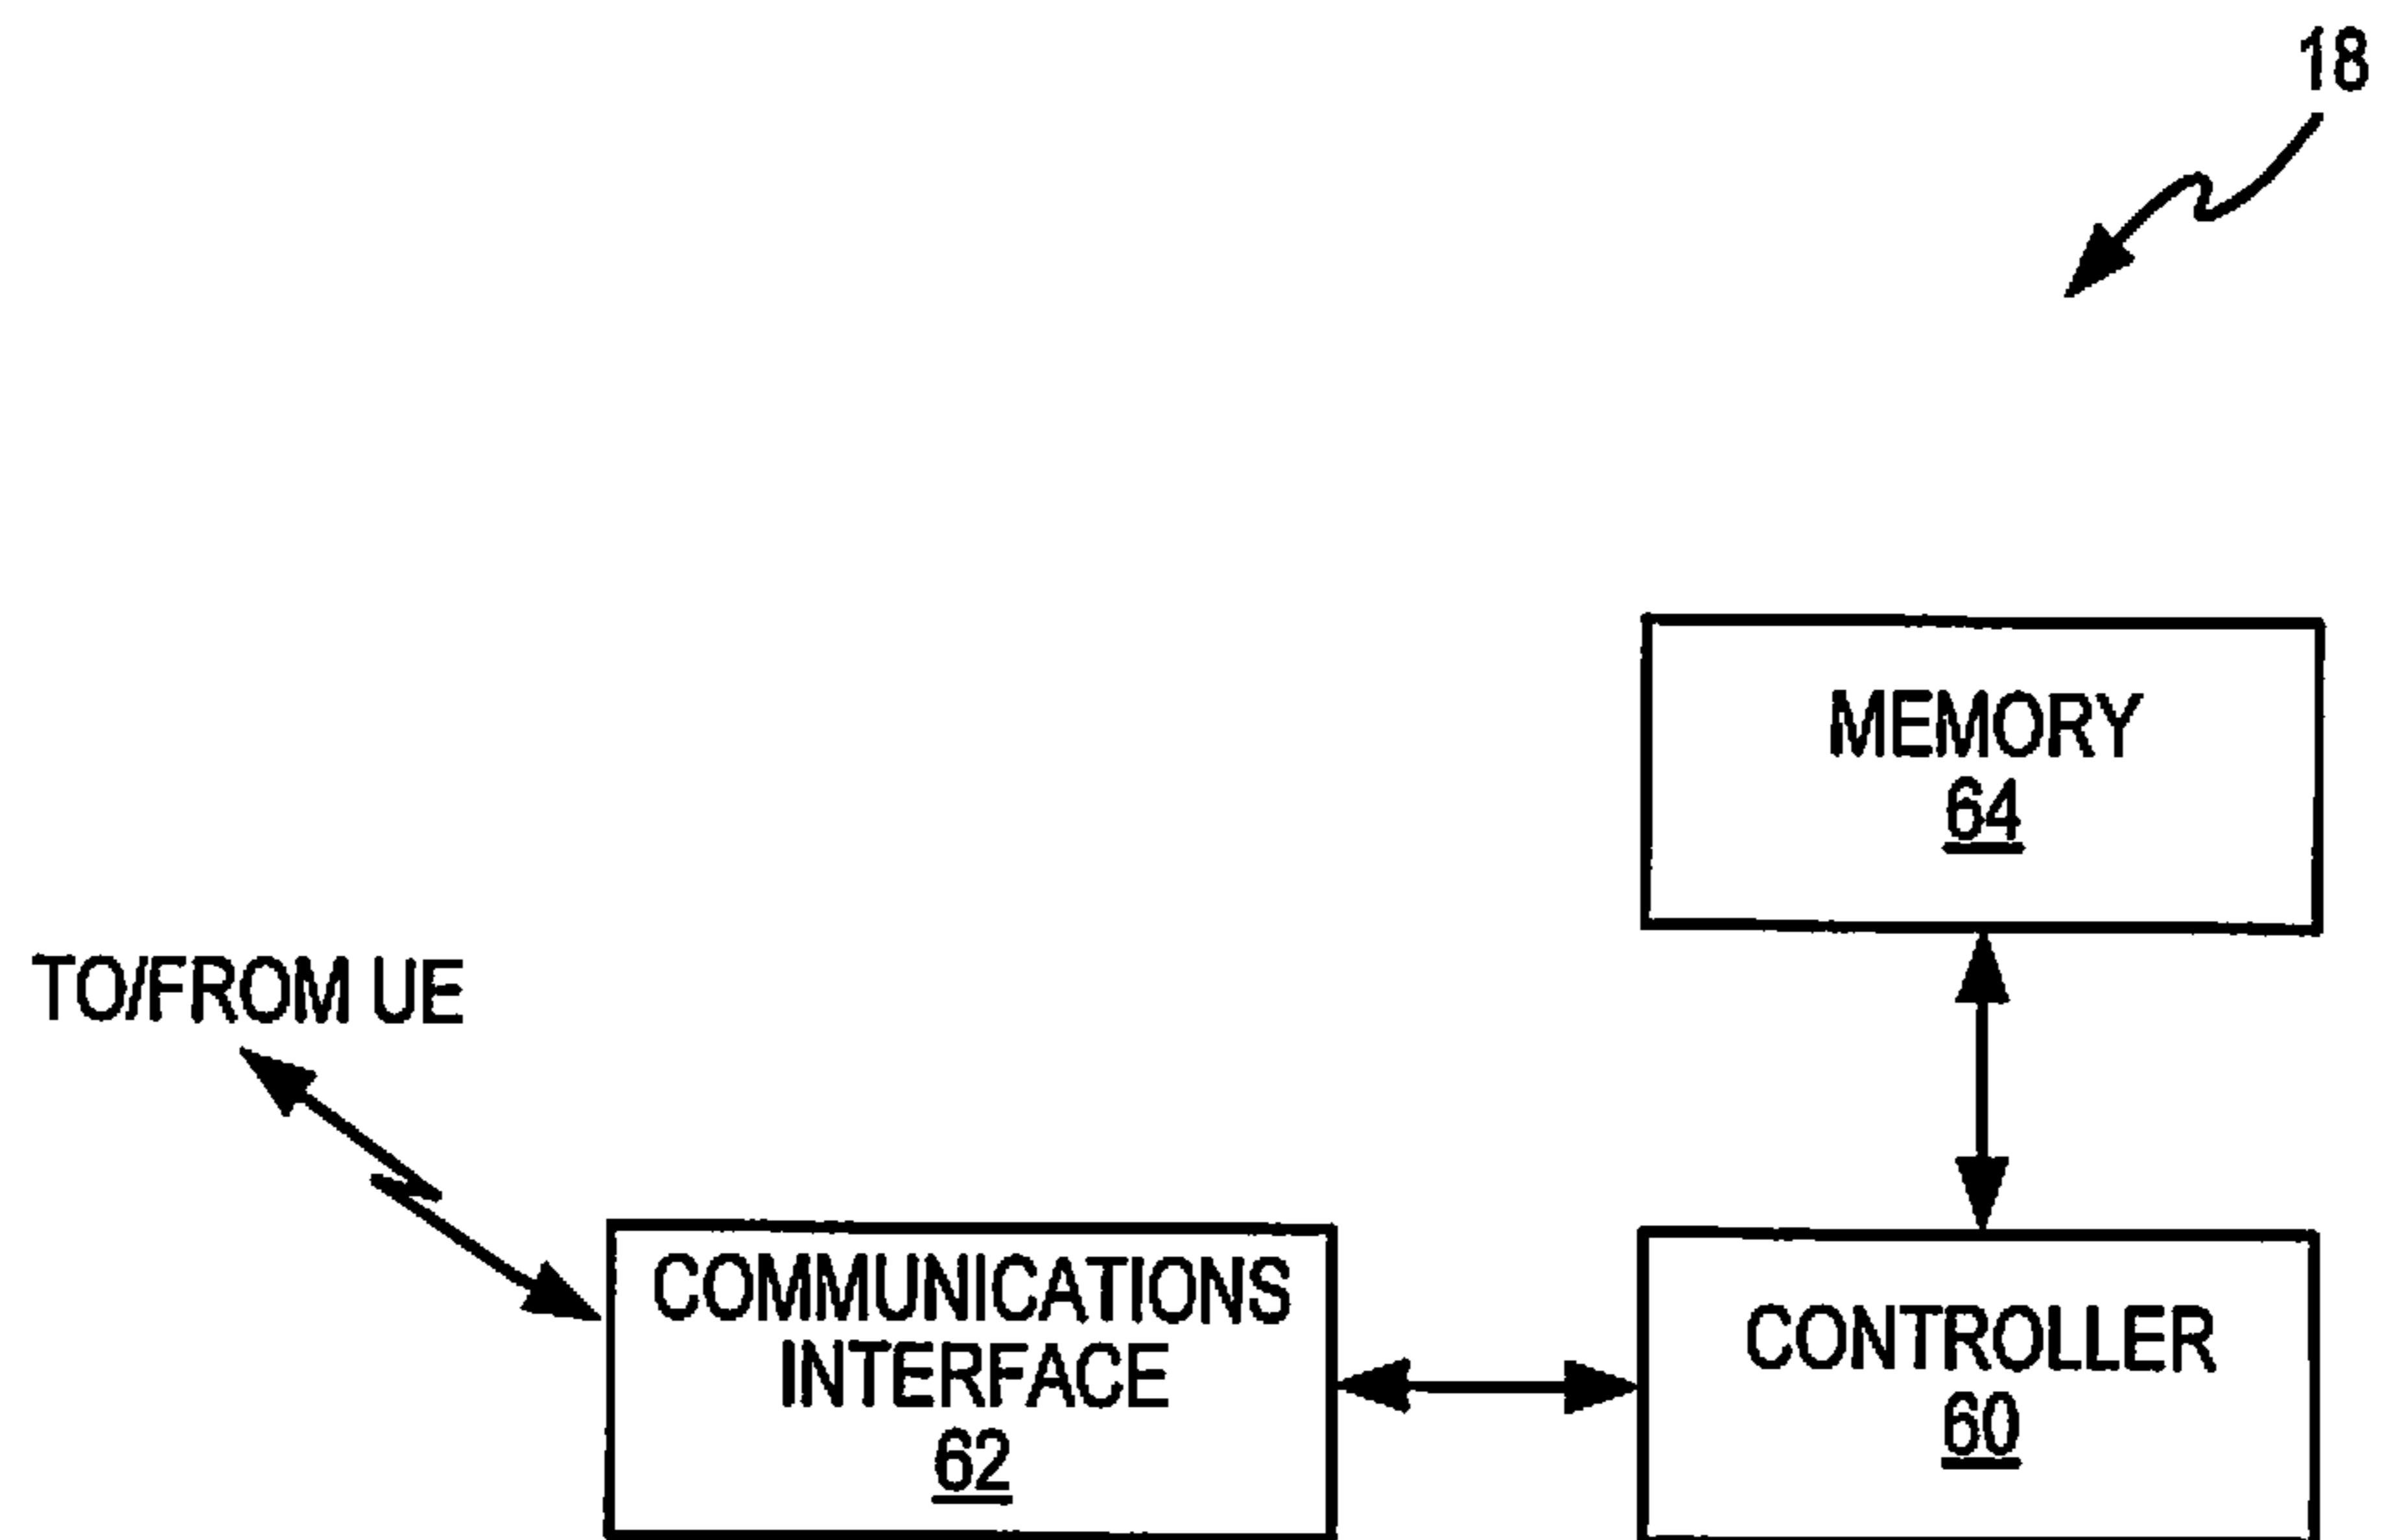 18
MEMORY
64
TO/FROM UE
COMMUNICATIONS
INTERFACE
62
CONTROLLER
60